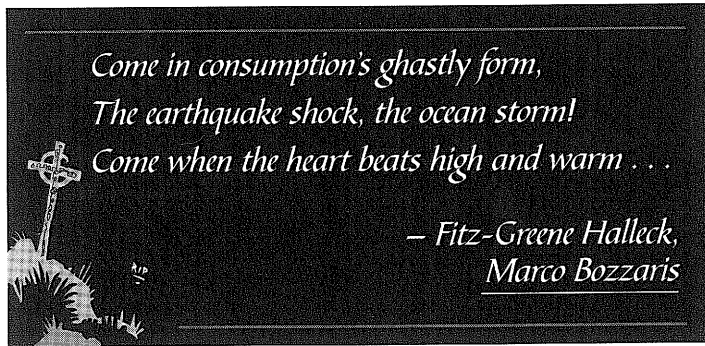 Come in consumption's ghastly form,
The earthquake shock, the ocean storm!
Come when the heart beats high and warm . . .
– Fitz-Greene Halleck,
Marco Bozzaris
RIP